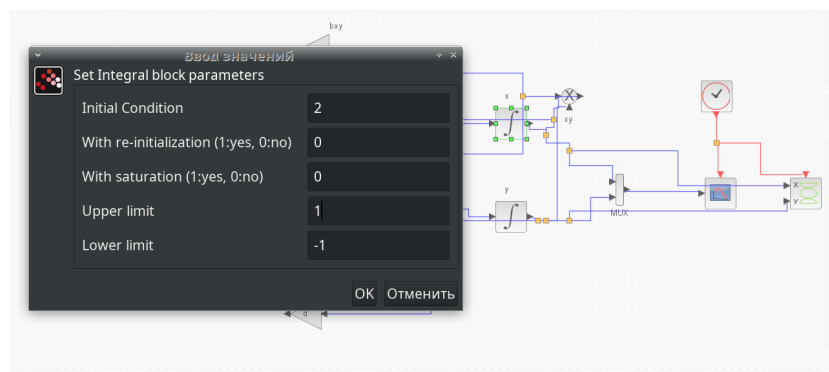 bxy
Ввод значений
Set Integral block parameters
Initial Condition 2
With re-initialization (1:yes, 0:no) 0
With saturation (1:yes, 0:no) 0
Upper limit 1
Lower limit -1
OK Отменить
x
xy
y
MUX
x
y
d